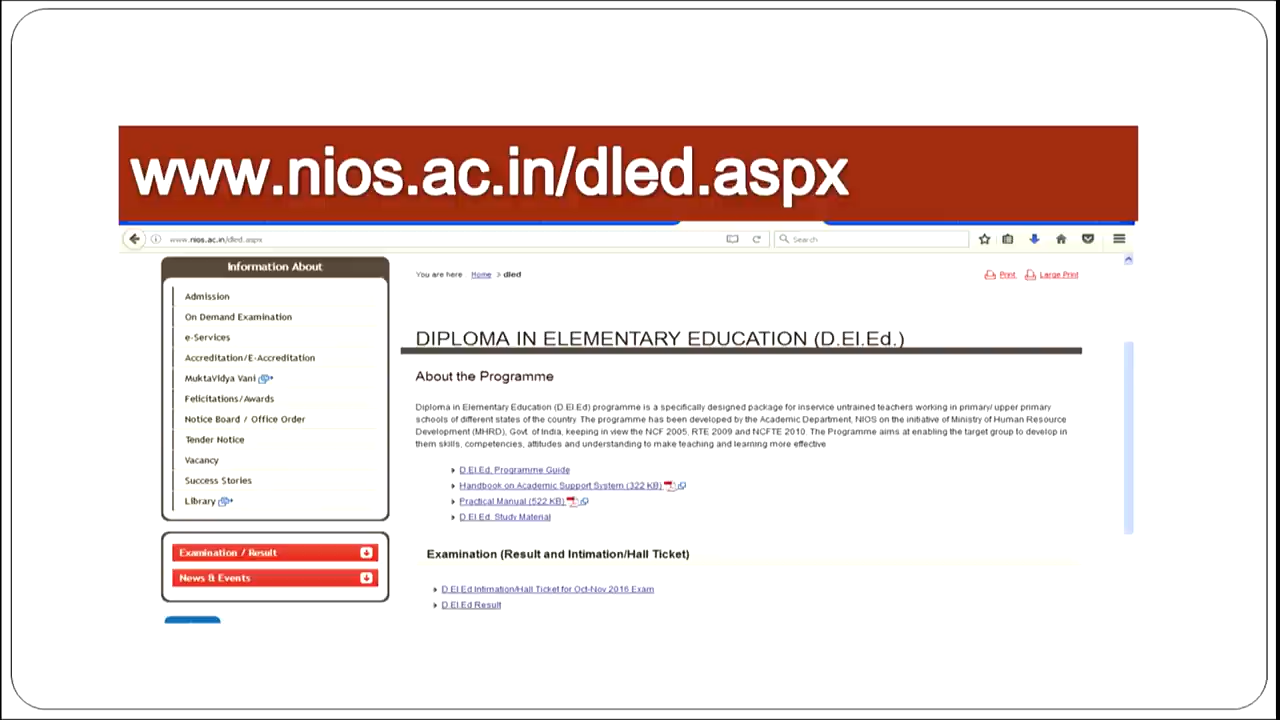 www.nios.ac.in/dled.aspx
www.nios.ac.in/dled.aspx
Search
Information About
Admission
On Demand Examination
e-Services
Accreditation/E-Accreditation
MuktaVidya Vani
Felicitations/Awards
Notice Board / Office Order
Tender Notice
Vacancy
Success Stories
Library
Examination / Result
News & Events
You are here Home > dled
Print Large Print
DIPLOMA IN ELEMENTARY EDUCATION (D.El.Ed.)
About the Programme
Diploma in Elementary Education (D.El.Ed) programme is a specifically designed package for inservice untrained teachers working in primary/ upper primary
schools of different states of the country. The programme has been developed by the Academic Department, NIOS on the initiative of Ministry of Human Resource
Development (MHRD), Govt. of India, keeping in view the NCF 2005, RTE 2009 and NCFTE 2010. The Programme aims at enabling the target group to develop in
them skills, competencies, attitudes and understanding to make teaching and learning more effective
D.El.Ed. Programme Guide
Handbook on Academic Support System (322 KB)
Practical Manual (522 KB)
D.El.Ed. Study Material
Examination (Result and Intimation/Hall Ticket)
D.El.Ed Intimation/Hall Ticket for Oct-Nov 2016 Exam
D.El.Ed Result